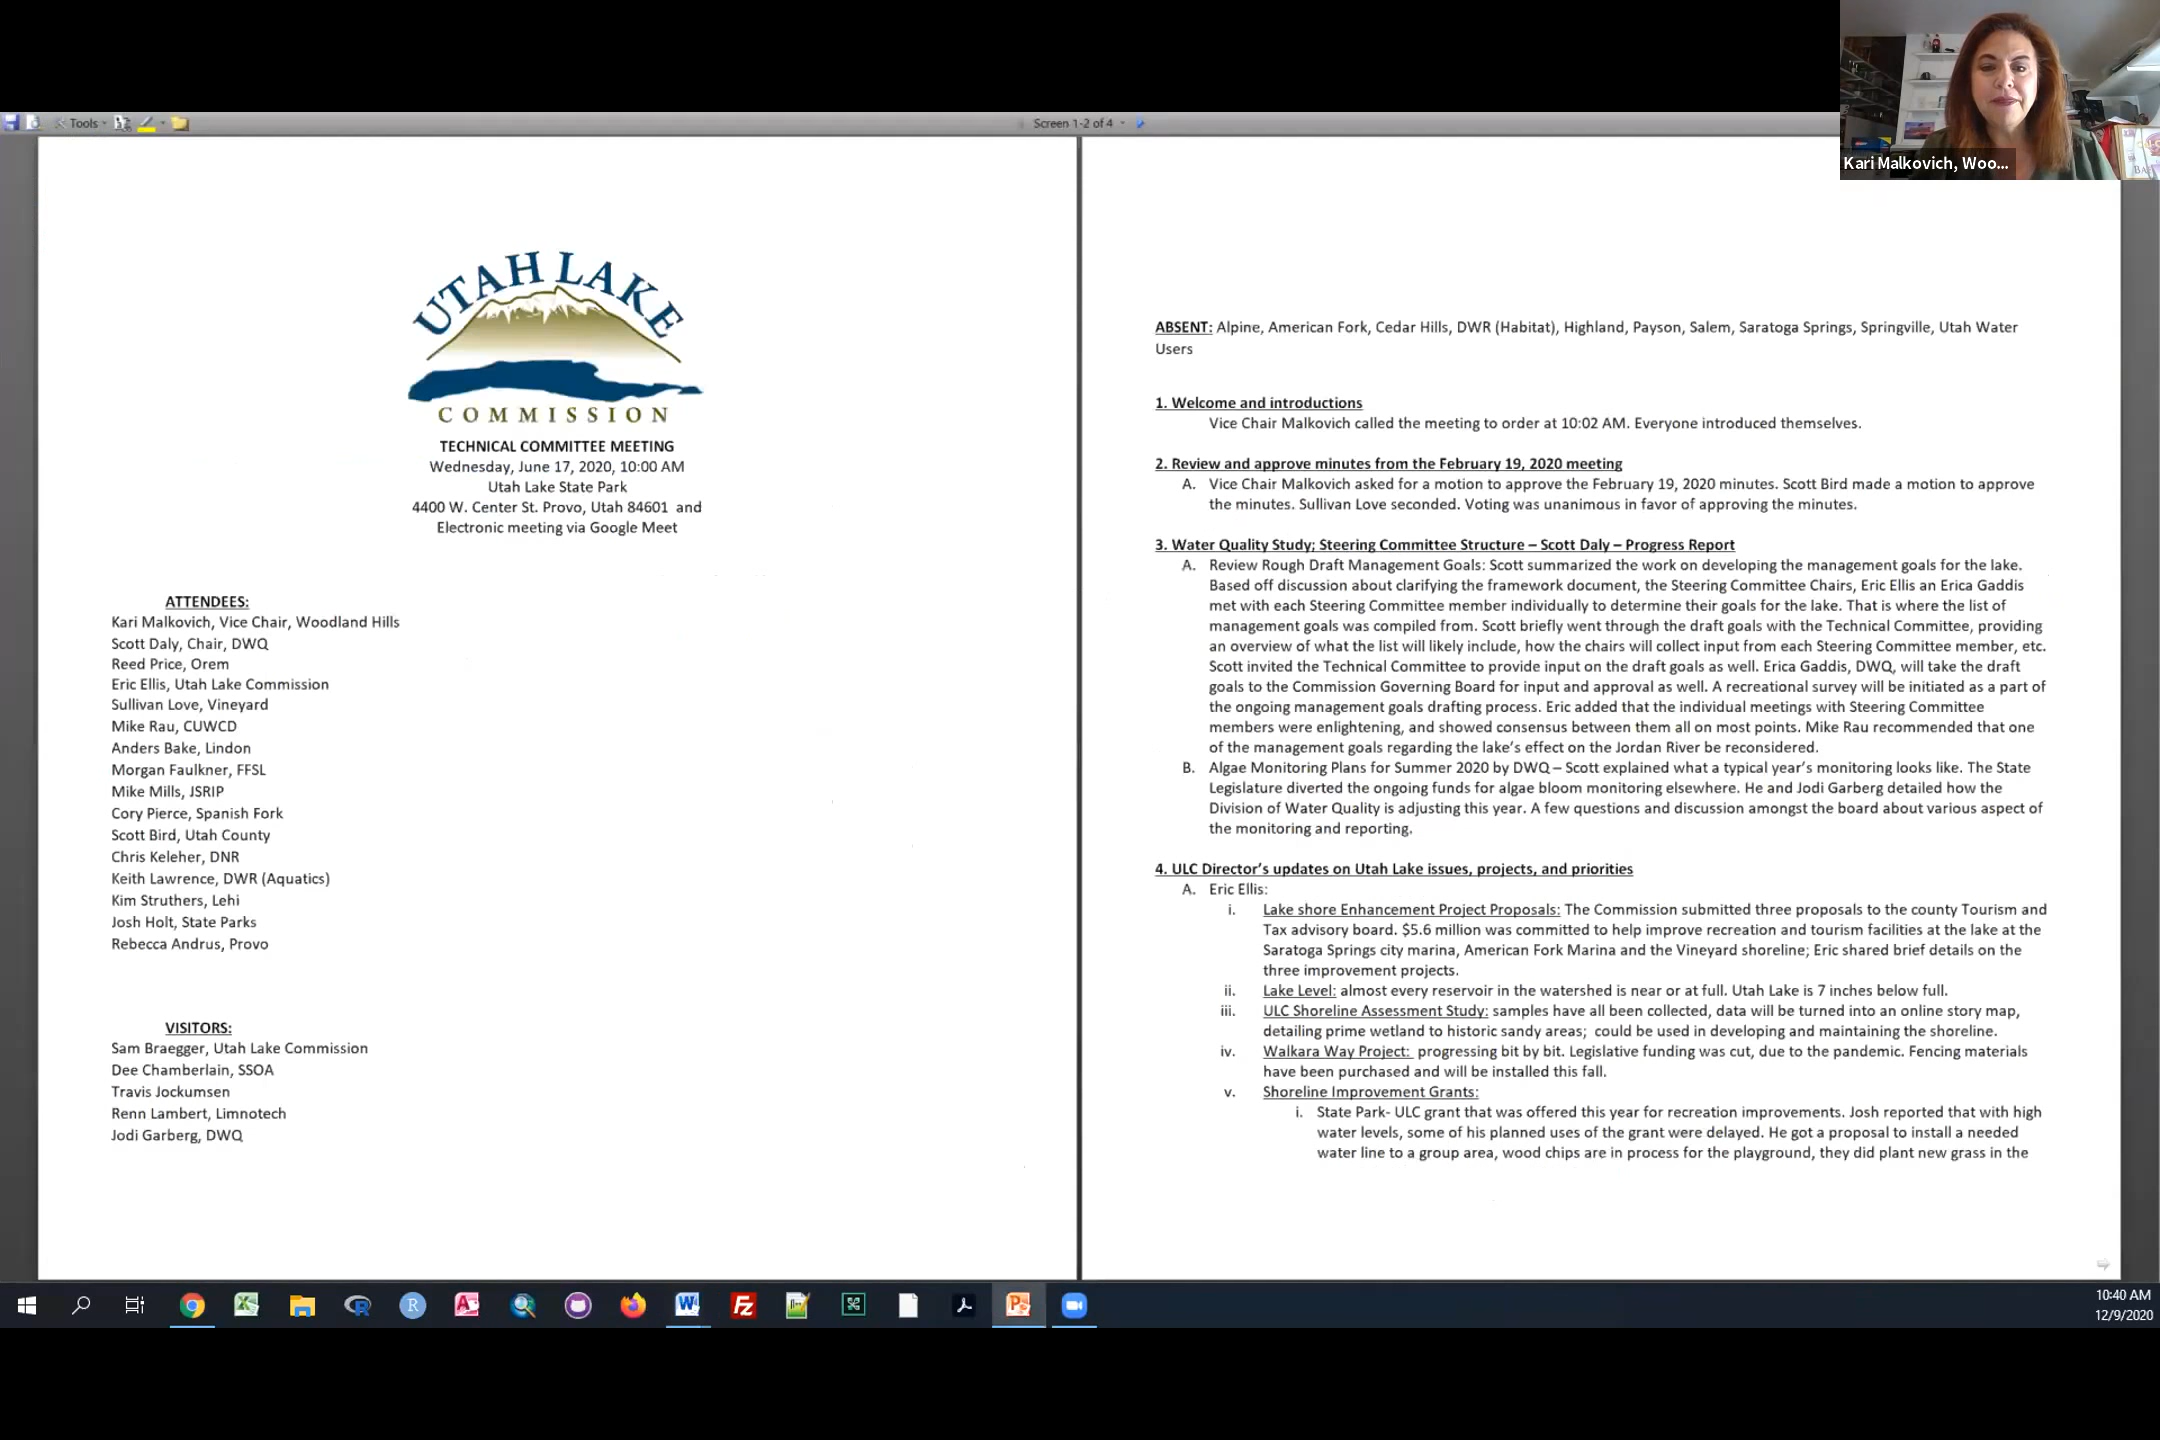 Tools
Screen 1-2 of 4
Kari Malkovich, Woo...
UTAH LAKE
COMMISSION
TECHNICAL COMMITTEE MEETING
Wednesday, June 17, 2020, 10:00 AM
Utah Lake State Park
4400 W. Center St. Provo, Utah 84601 and
Electronic meeting via Google Meet
ATTENDEES:
Kari Malkovich, Vice Chair, Woodland Hills
Scott Daly, Chair, DWQ
Reed Price, Orem
Eric Ellis, Utah Lake Commission
Sullivan Love, Vineyard
Mike Rau, CUWCD
Anders Bake, Lindon
Morgan Faulkner, FFSL
Mike Mills, JSRIP
Cory Pierce, Spanish Fork
Scott Bird, Utah County
Chris Keleher, DNR
Keith Lawrence, DWR (Aquatics)
Kim Struthers, Lehi
Josh Holt, State Parks
Rebecca Andrus, Provo
VISITORS:
Sam Braegger, Utah Lake Commission
Dee Chamberlain, SSOA
Travis Jockumsen
Renn Lambert, Limnotech
Jodi Garberg, DWQ
ABSENT: Alpine, American Fork, Cedar Hills, DWR (Habitat), Highland, Payson, Salem, Saratoga Springs, Springville, Utah Water
Users
1. Welcome and introductions
Vice Chair Malkovich called the meeting to order at 10:02 AM. Everyone introduced themselves.
2. Review and approve minutes from the February 19, 2020 meeting
A. Vice Chair Malkovich asked for a motion to approve the February 19, 2020 minutes. Scott Bird made a motion to approve
the minutes. Sullivan Love seconded. Voting was unanimous in favor of approving the minutes.
3. Water Quality Study; Steering Committee Structure – Scott Daly – Progress Report
A. Review Rough Draft Management Goals: Scott summarized the work on developing the management goals for the lake.
Based off discussion about clarifying the framework document, the Steering Committee Chairs, Eric Ellis an Erica Gaddis
met with each Steering Committee member individually to determine their goals for the lake. That is where the list of
management goals was compiled from. Scott briefly went through the draft goals with the Technical Committee, providing
an overview of what the list will likely include, how the chairs will collect input from each Steering Committee member, etc.
Scott invited the Technical Committee to provide input on the draft goals as well. Erica Gaddis, DWQ, will take the draft
goals to the Commission Governing Board for input and approval as well. A recreational survey will be initiated as a part of
the ongoing management goals drafting process. Eric added that the individual meetings with Steering Committee
members were enlightening, and showed consensus between them all on most points. Mike Rau recommended that one
of the management goals regarding the lake's effect on the Jordan River be reconsidered.
B. Algae Monitoring Plans for Summer 2020 by DWQ – Scott explained what a typical year's monitoring looks like. The State
Legislature diverted the ongoing funds for algae bloom monitoring elsewhere. He and Jodi Garberg detailed how the
Division of Water Quality is adjusting this year. A few questions and discussion amongst the board about various aspect of
the monitoring and reporting.
4. ULC Director's updates on Utah Lake issues, projects, and priorities
A. Eric Ellis:
i. Lake shore Enhancement Project Proposals: The Commission submitted three proposals to the county Tourism and
Tax advisory board. $5.6 million was committed to help improve recreation and tourism facilities at the lake at the
Saratoga Springs city marina, American Fork Marina and the Vineyard shoreline; Eric shared brief details on the
three improvement projects.
ii. Lake Level: almost every reservoir in the watershed is near or at full. Utah Lake is 7 inches below full.
iii. ULC Shoreline Assessment Study: samples have all been collected, data will be turned into an online story map,
detailing prime wetland to historic sandy areas; could be used in developing and maintaining the shoreline.
iv. Walkara Way Project: progressing bit by bit. Legislative funding was cut, due to the pandemic. Fencing materials
have been purchased and will be installed this fall.
v. Shoreline Improvement Grants:
i. State Park- ULC grant that was offered this year for recreation improvements. Josh reported that with high
water levels, some of his planned uses of the grant were delayed. He got a proposal to install a needed
water line to a group area, wood chips are in process for the playground, they did plant new grass in the
10:40 AM
12/9/2020